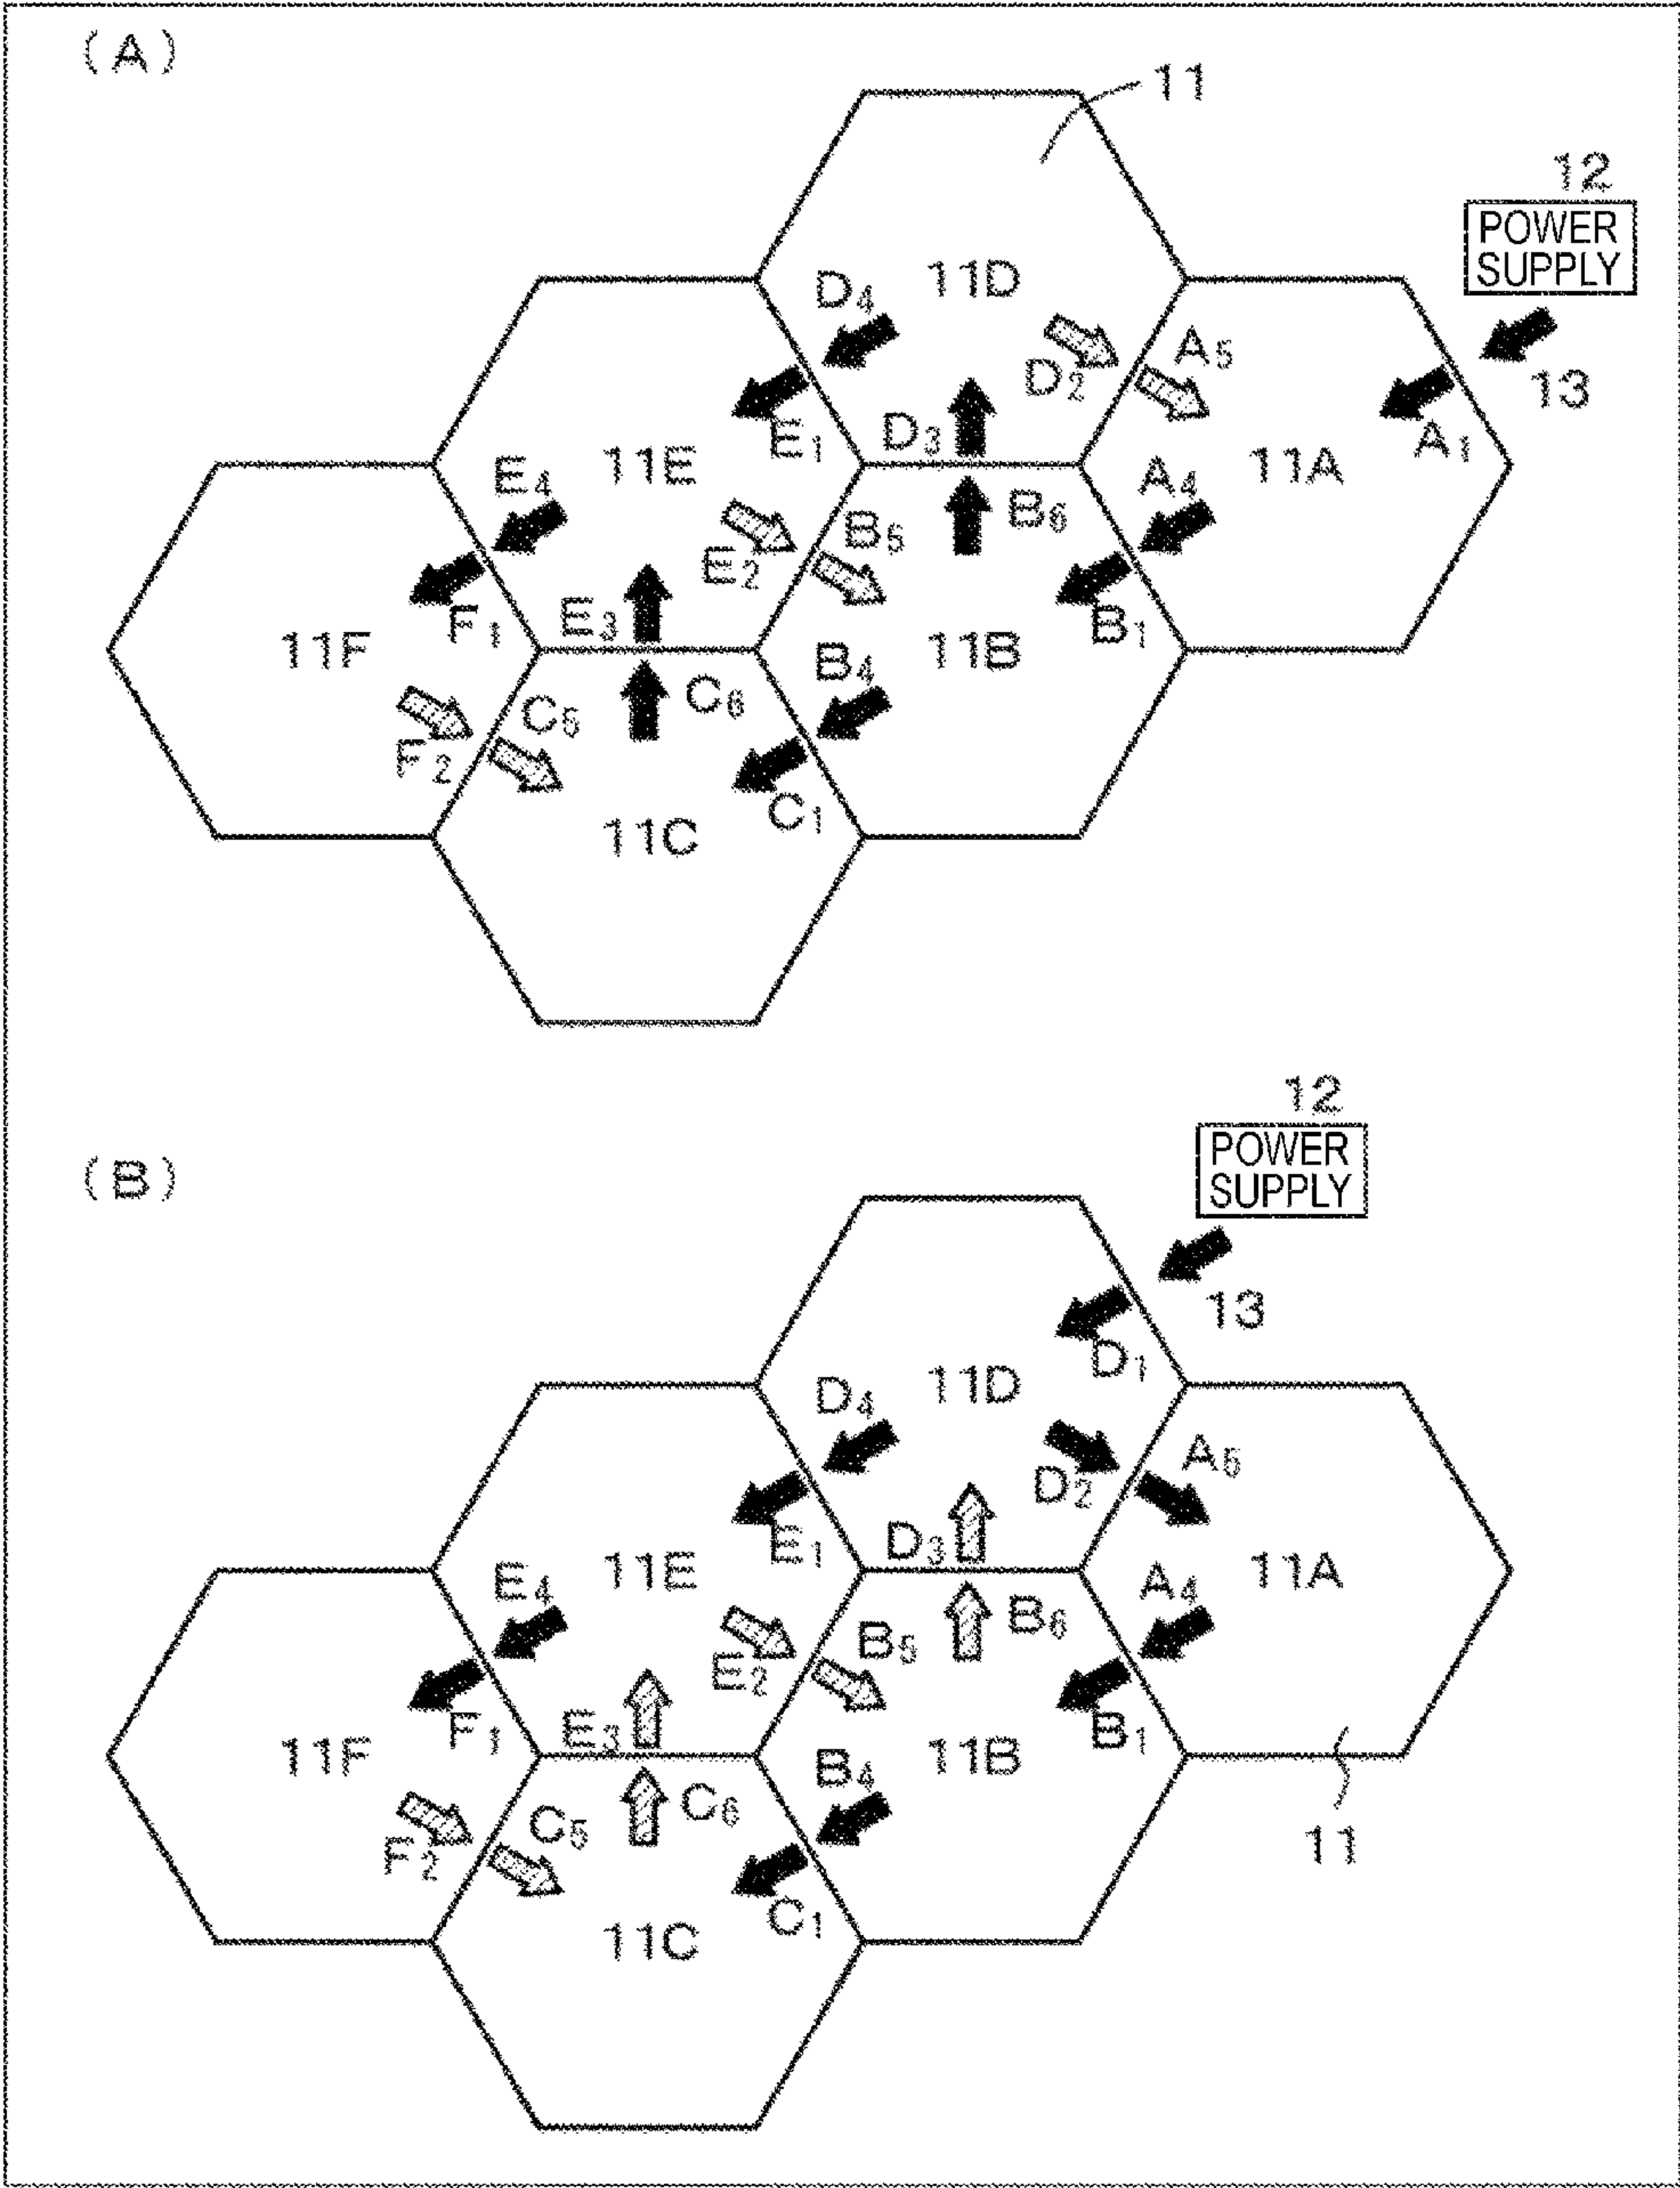 (A)
11
12
POWER
SUPPLY
11D
D4
D2
A5
13
E1
D3
A1
11E
11A
E4
A4
B5
B6
E2
E3
F1
B1
11F
11B
B4
C5
C6
F2
C1
11C
12
POWER
SUPPLY
(B)
13
D1
11D
D4
A5
D2
E1
D3
11E
11A
E4
A4
B5
B6
E2
E3
F1
B1
11F
11B
B4
C5
C6
F2
11
C1
11C